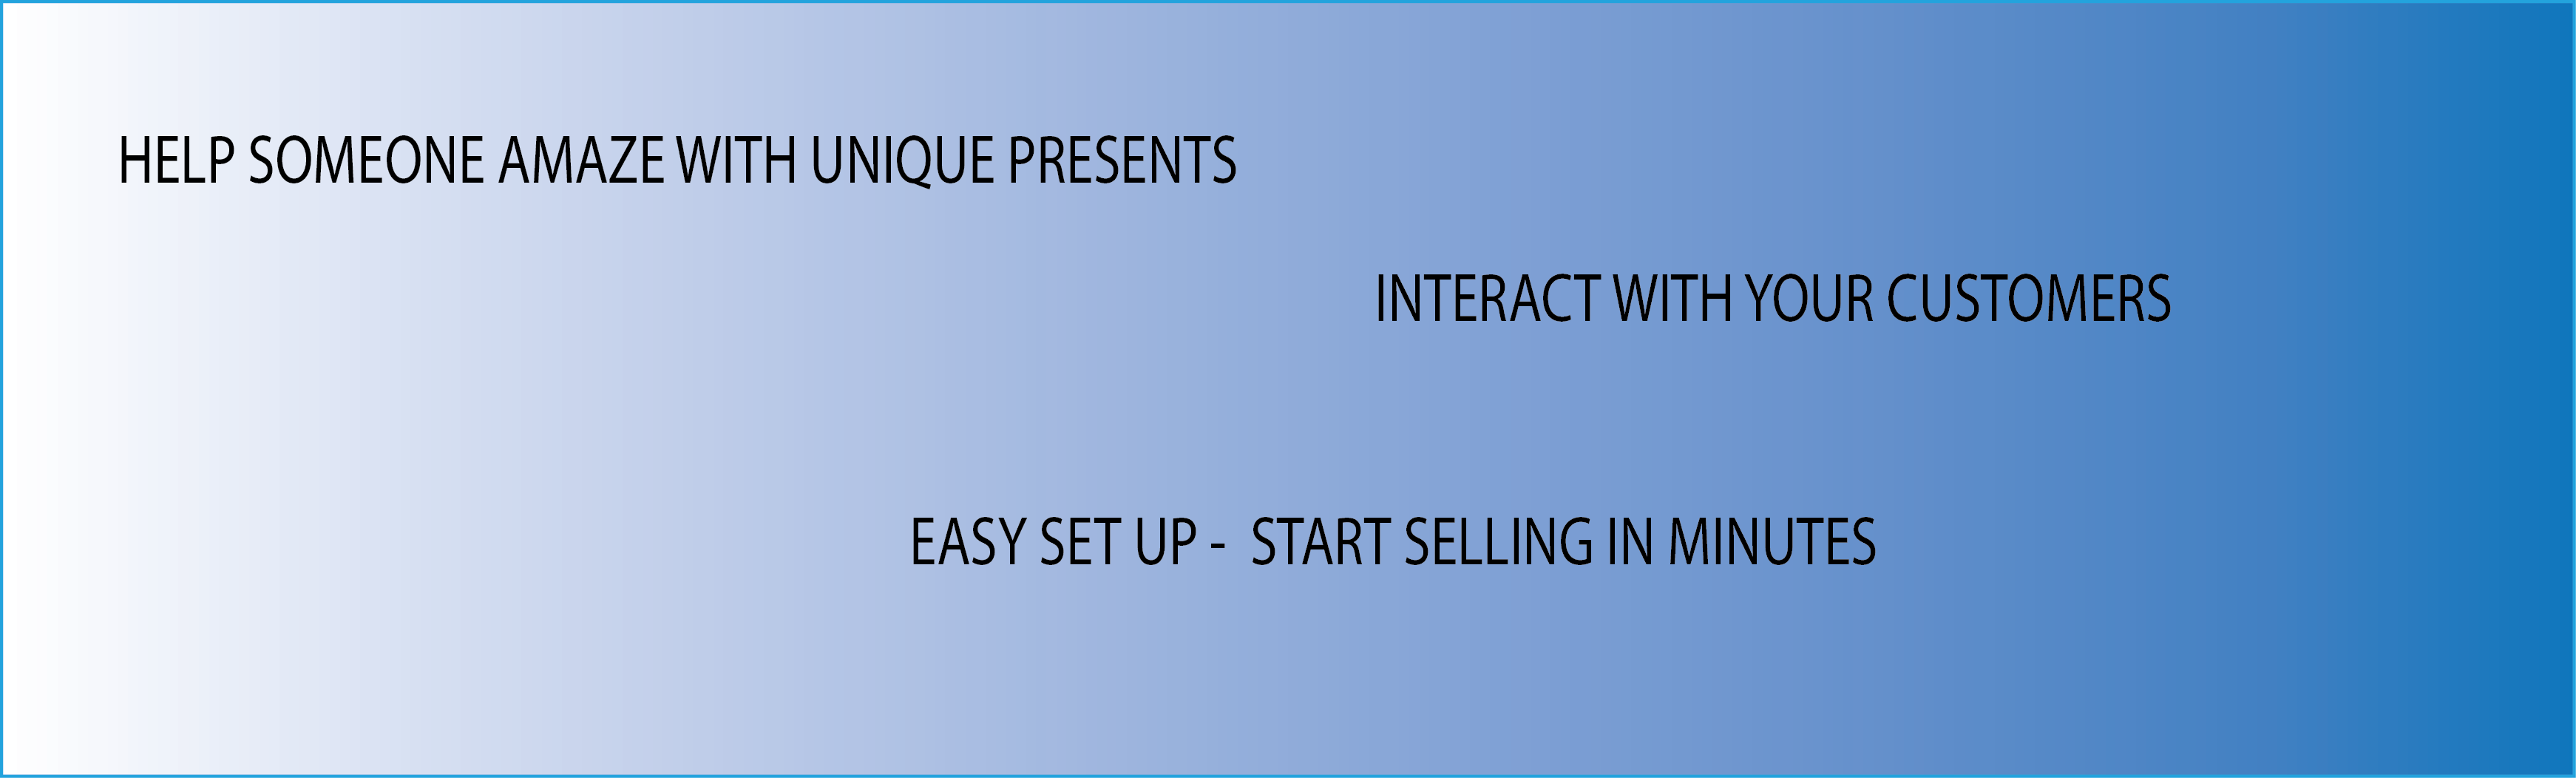 HELP SOMEONE AMAZE WITH UNIQUE PRESENTS
INTERACT WITH YOUR CUSTOMERS
EASY SET UP -  START SELLING IN MINUTES